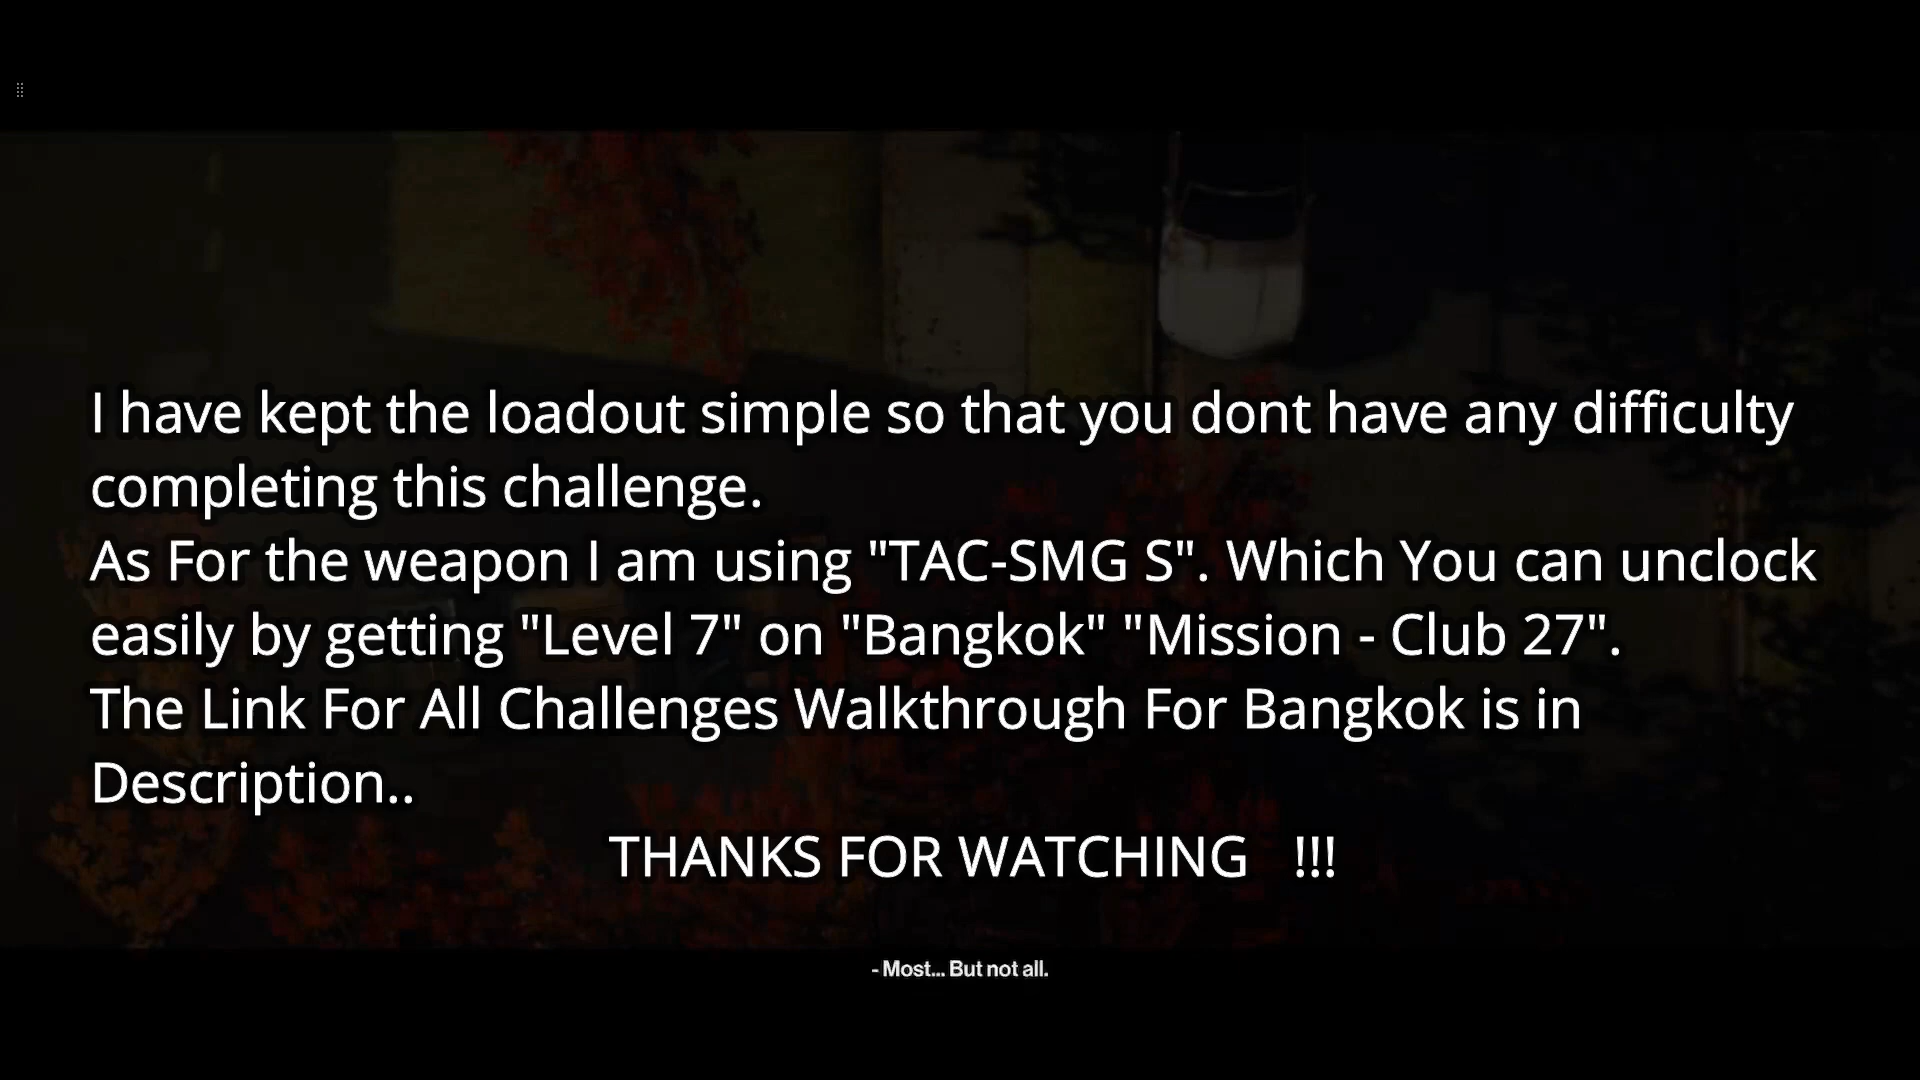 I have kept the loadout simple so that you dont have any difficulty
completing this challenge.
As For the weapon I am using "TAC-SMG S". Which You can unclock
easily by getting "Level 7" on "Bangkok" "Mission - Club 27".
The Link For All Challenges Walkthrough For Bangkok is in
Description..
THANKS FOR WATCHING !!!
- Most... But not all.